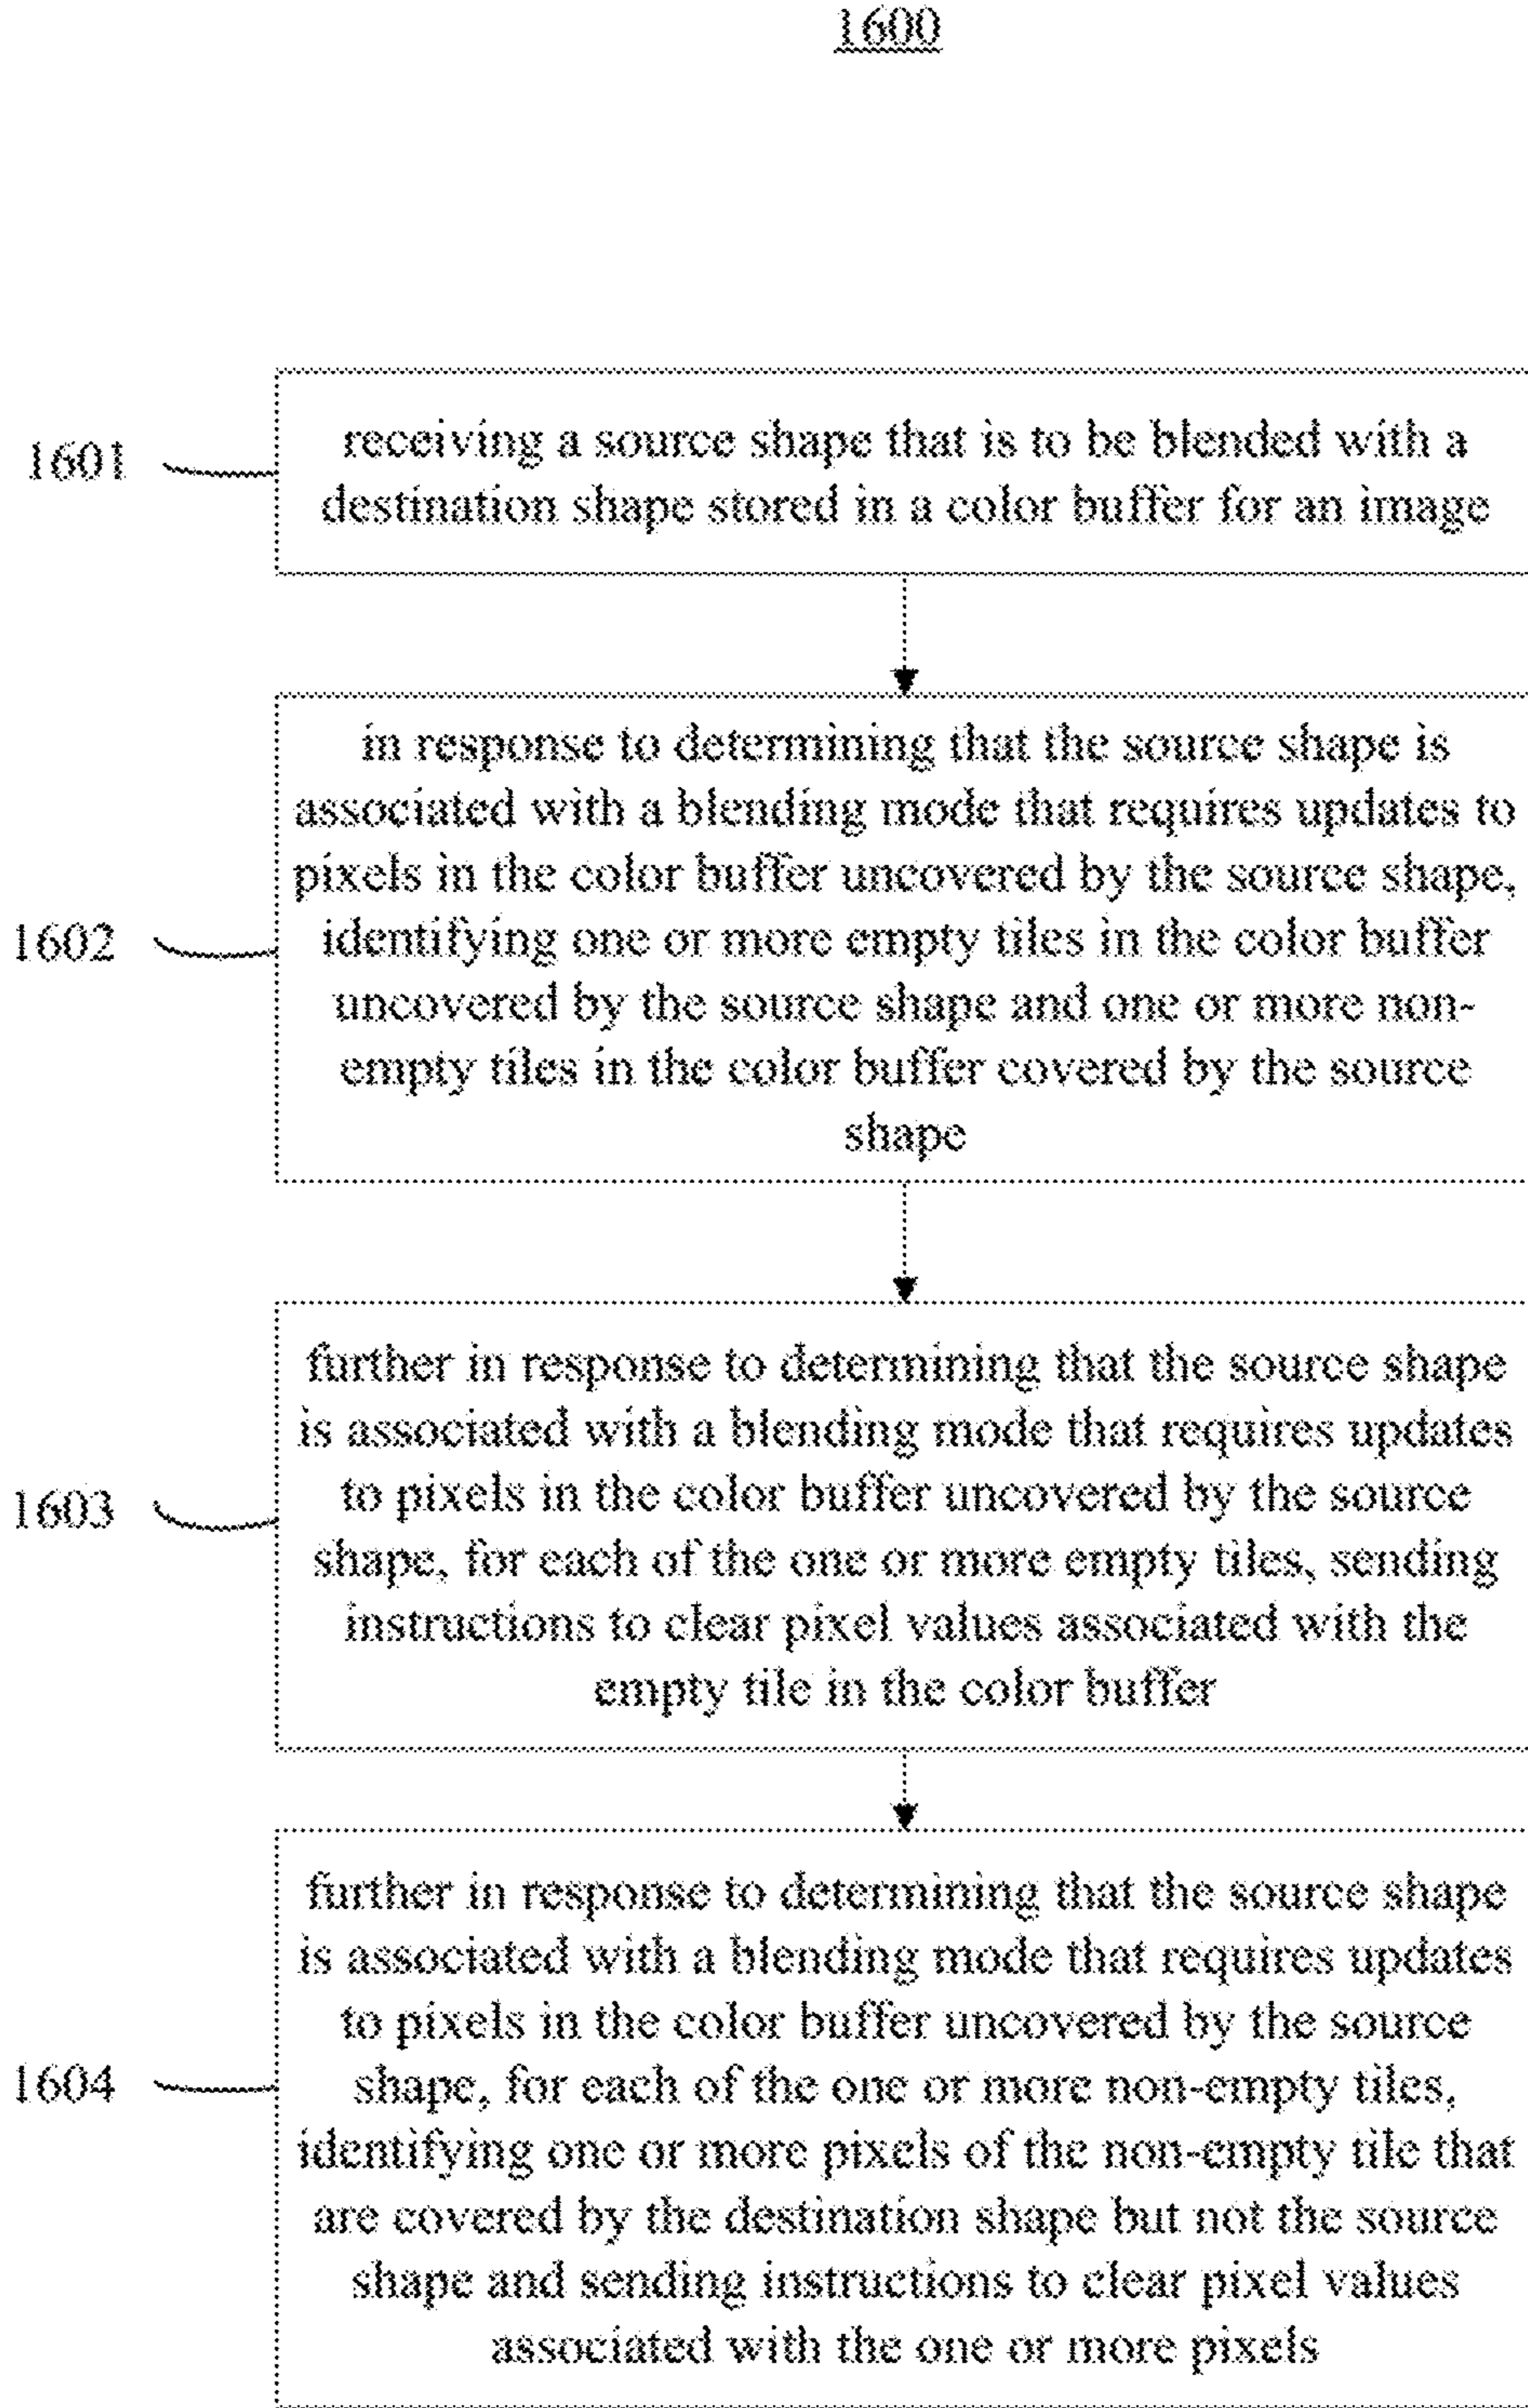 1600
1601
receiving a source shape that is to be blended with a
destination shape stored in a color buffer for an image
1602
in response to determining that the source shape is
associated with a blending mode that requires updates to
pixels in the color buffer uncovered by the source shape,
identifying one or more empty tiles in the color buffer
uncovered by the source shape and one or more non-
empty tiles in the color buffer covered by the source
shape
1603
further in response to determining that the source shape
is associated with a blending mode that requires updates
to pixels in the color buffer uncovered by the source
shape, for each of the one or more empty tiles, sending
instructions to clear pixel values associated with the
empty tile in the color buffer
1604
further in response to determining that the source shape
is associated with a blending mode that requires updates
to pixels in the color buffer uncovered by the source
shape, for each of the one or more non-empty tiles,
identifying one or more pixels of the non-empty tile that
are covered by the destination shape but not the source
shape and sending instructions to clear pixel values
associated with the one or more pixels